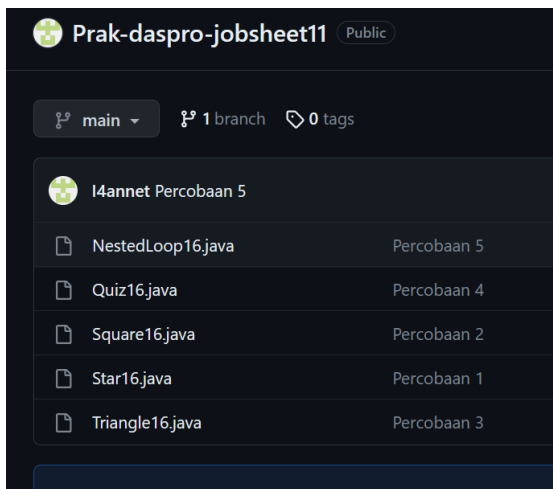 Prak-daspro-jobsheet11 Public
main 1 branch 0 tags
l4annet Percobaan 5
NestedLoop16.java Percobaan 5
Quiz16.java Percobaan 4
Square16.java Percobaan 2
Star16.java Percobaan 1
Triangle16.java Percobaan 3